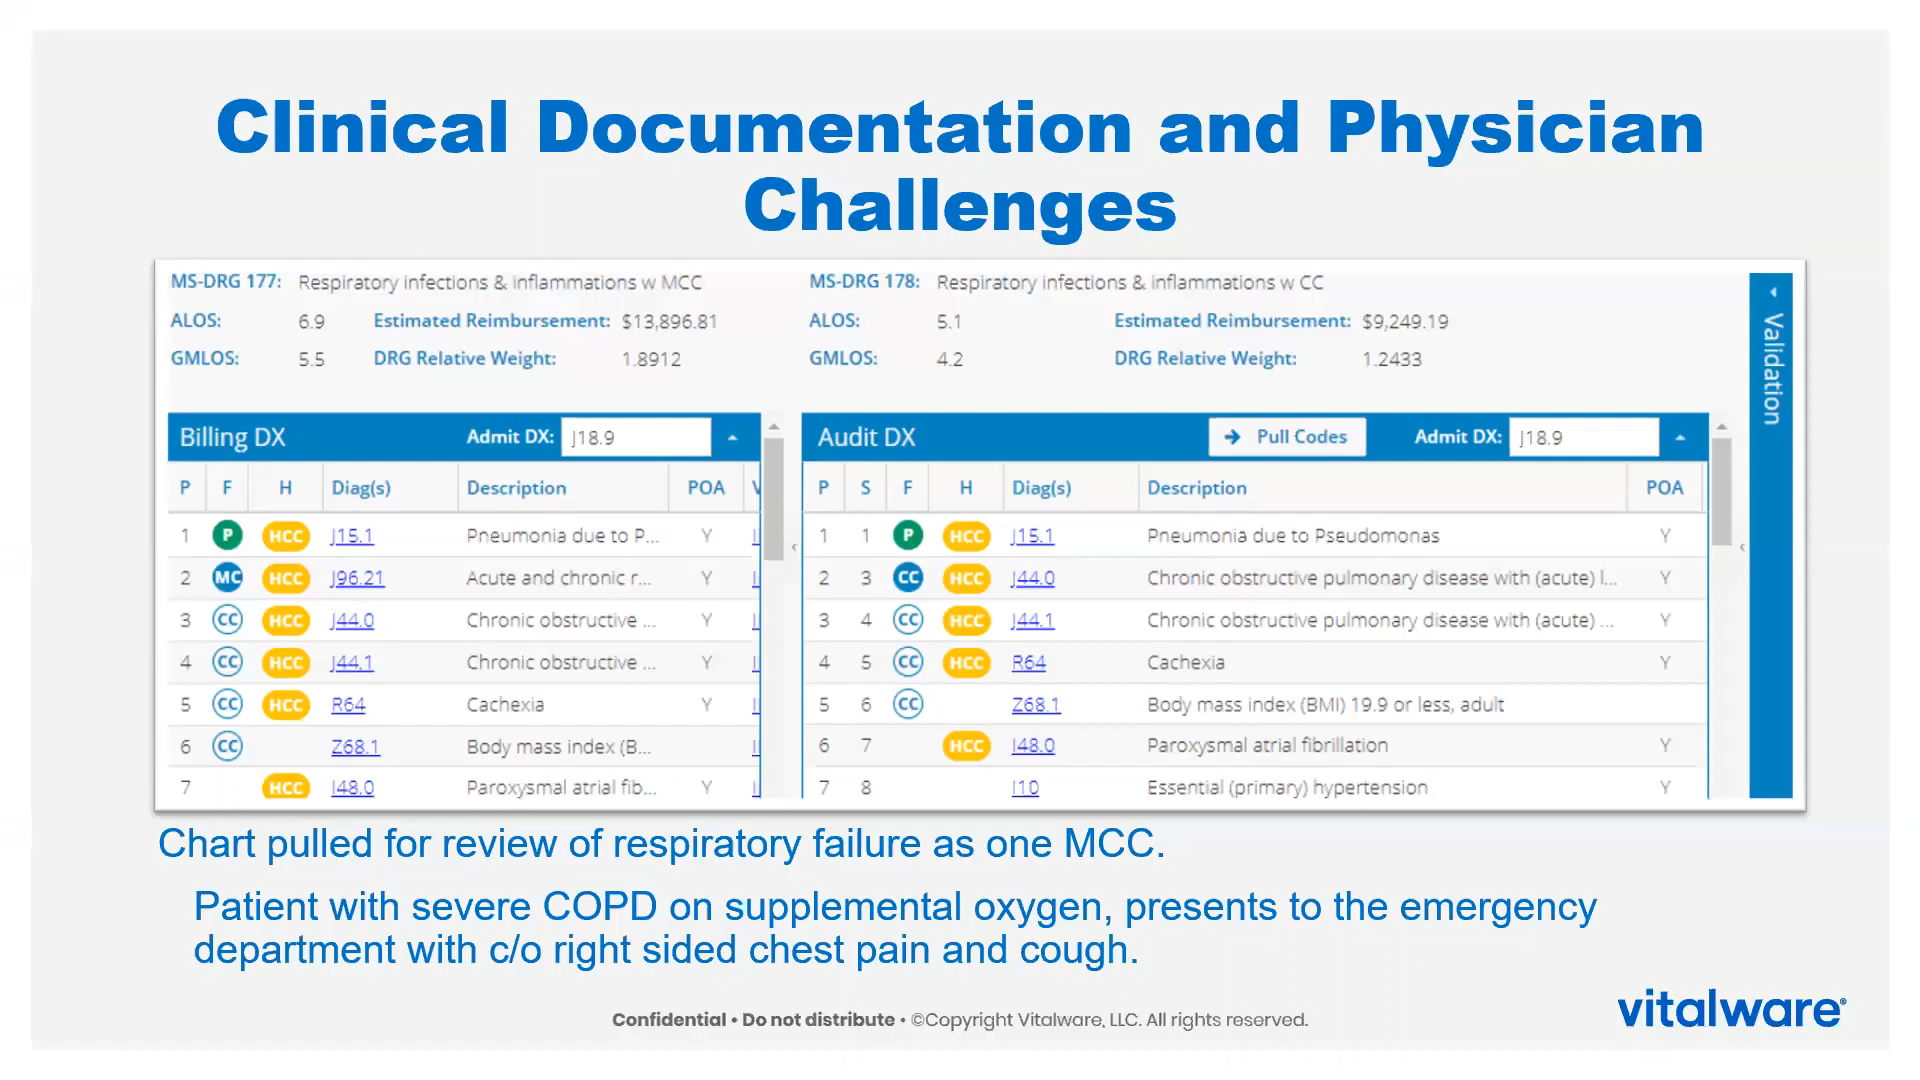 Clinical Documentation and Physician
Challenges
MS-DRG 177: Respiratory infections & inflammations w MCC
ALOS: 6.9 Estimated Reimbursement: $13,896.81
GMLOS: 5.5 DRG Relative Weight: 1.8912
MS-DRG 178: Respiratory infections & inflammations w CC
ALOS: 5.1 Estimated Reimbursement: $9,249.19
GMLOS: 4.2 DRG Relative Weight: 1.2433
Validation
Billing DX Admit DX: J18.9
P F H Diag(s) Description POA
1 P HCC J15.1 Pneumonia due to P... Y
2 MC HCC J96.21 Acute and chronic r... Y
3 CC HCC J44.0 Chronic obstructive ... Y
4 CC HCC J44.1 Chronic obstructive ... Y
5 CC HCC R64 Cachexia Y
6 CC Z68.1 Body mass index (B...
7 HCC I48.0 Paroxysmal atrial fib... Y
Audit DX Pull Codes Admit DX: J18.9
P S F H Diag(s) Description POA
1 1 P HCC J15.1 Pneumonia due to Pseudomonas Y
2 3 CC HCC J44.0 Chronic obstructive pulmonary disease with (acute) l... Y
3 4 CC HCC J44.1 Chronic obstructive pulmonary disease with (acute) ... Y
4 5 CC HCC R64 Cachexia Y
5 6 CC Z68.1 Body mass index (BMI) 19.9 or less, adult
6 7 HCC I48.0 Paroxysmal atrial fibrillation Y
7 8 I10 Essential (primary) hypertension Y
Chart pulled for review of respiratory failure as one MCC.
Patient with severe COPD on supplemental oxygen, presents to the emergency
department with c/o right sided chest pain and cough.
Confidential • Do not distribute • ©Copyright Vitalware, LLC. All rights reserved.
vitalware®